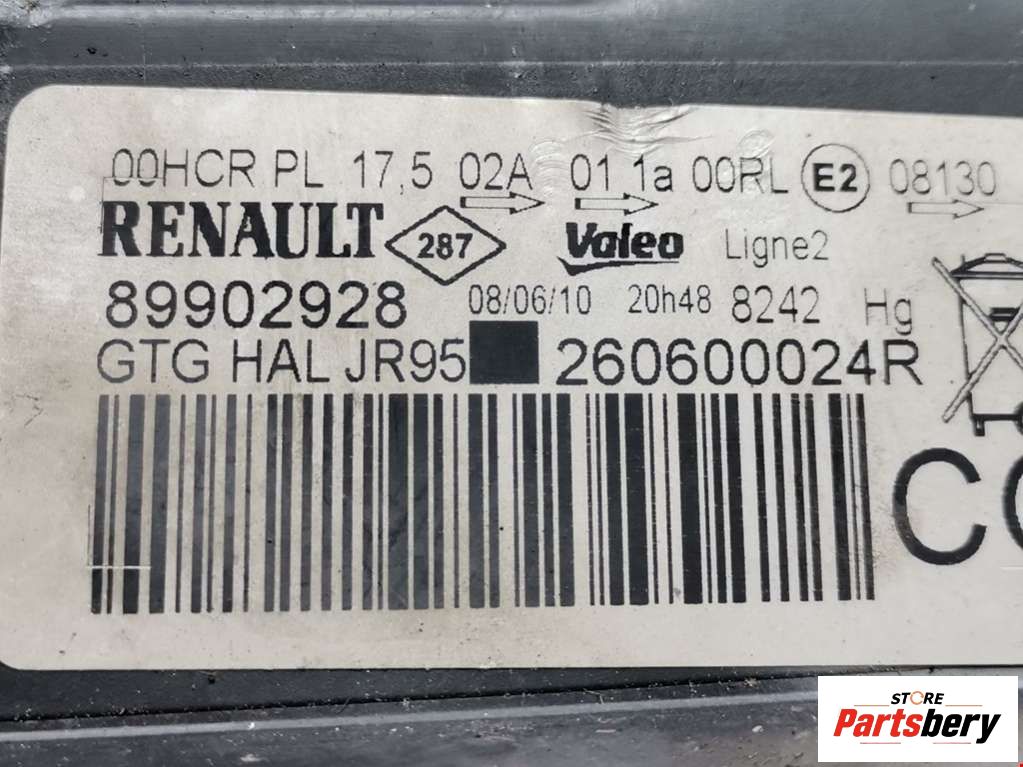 00HCR PL 17,5 02A 01 1a 00RL E2 08130
RENAULT 287 Valeo Ligne2
89902928 08/06/10 20h48 8242 Hg
GTG HAL JR95 260600024R
STORE
Partsbery